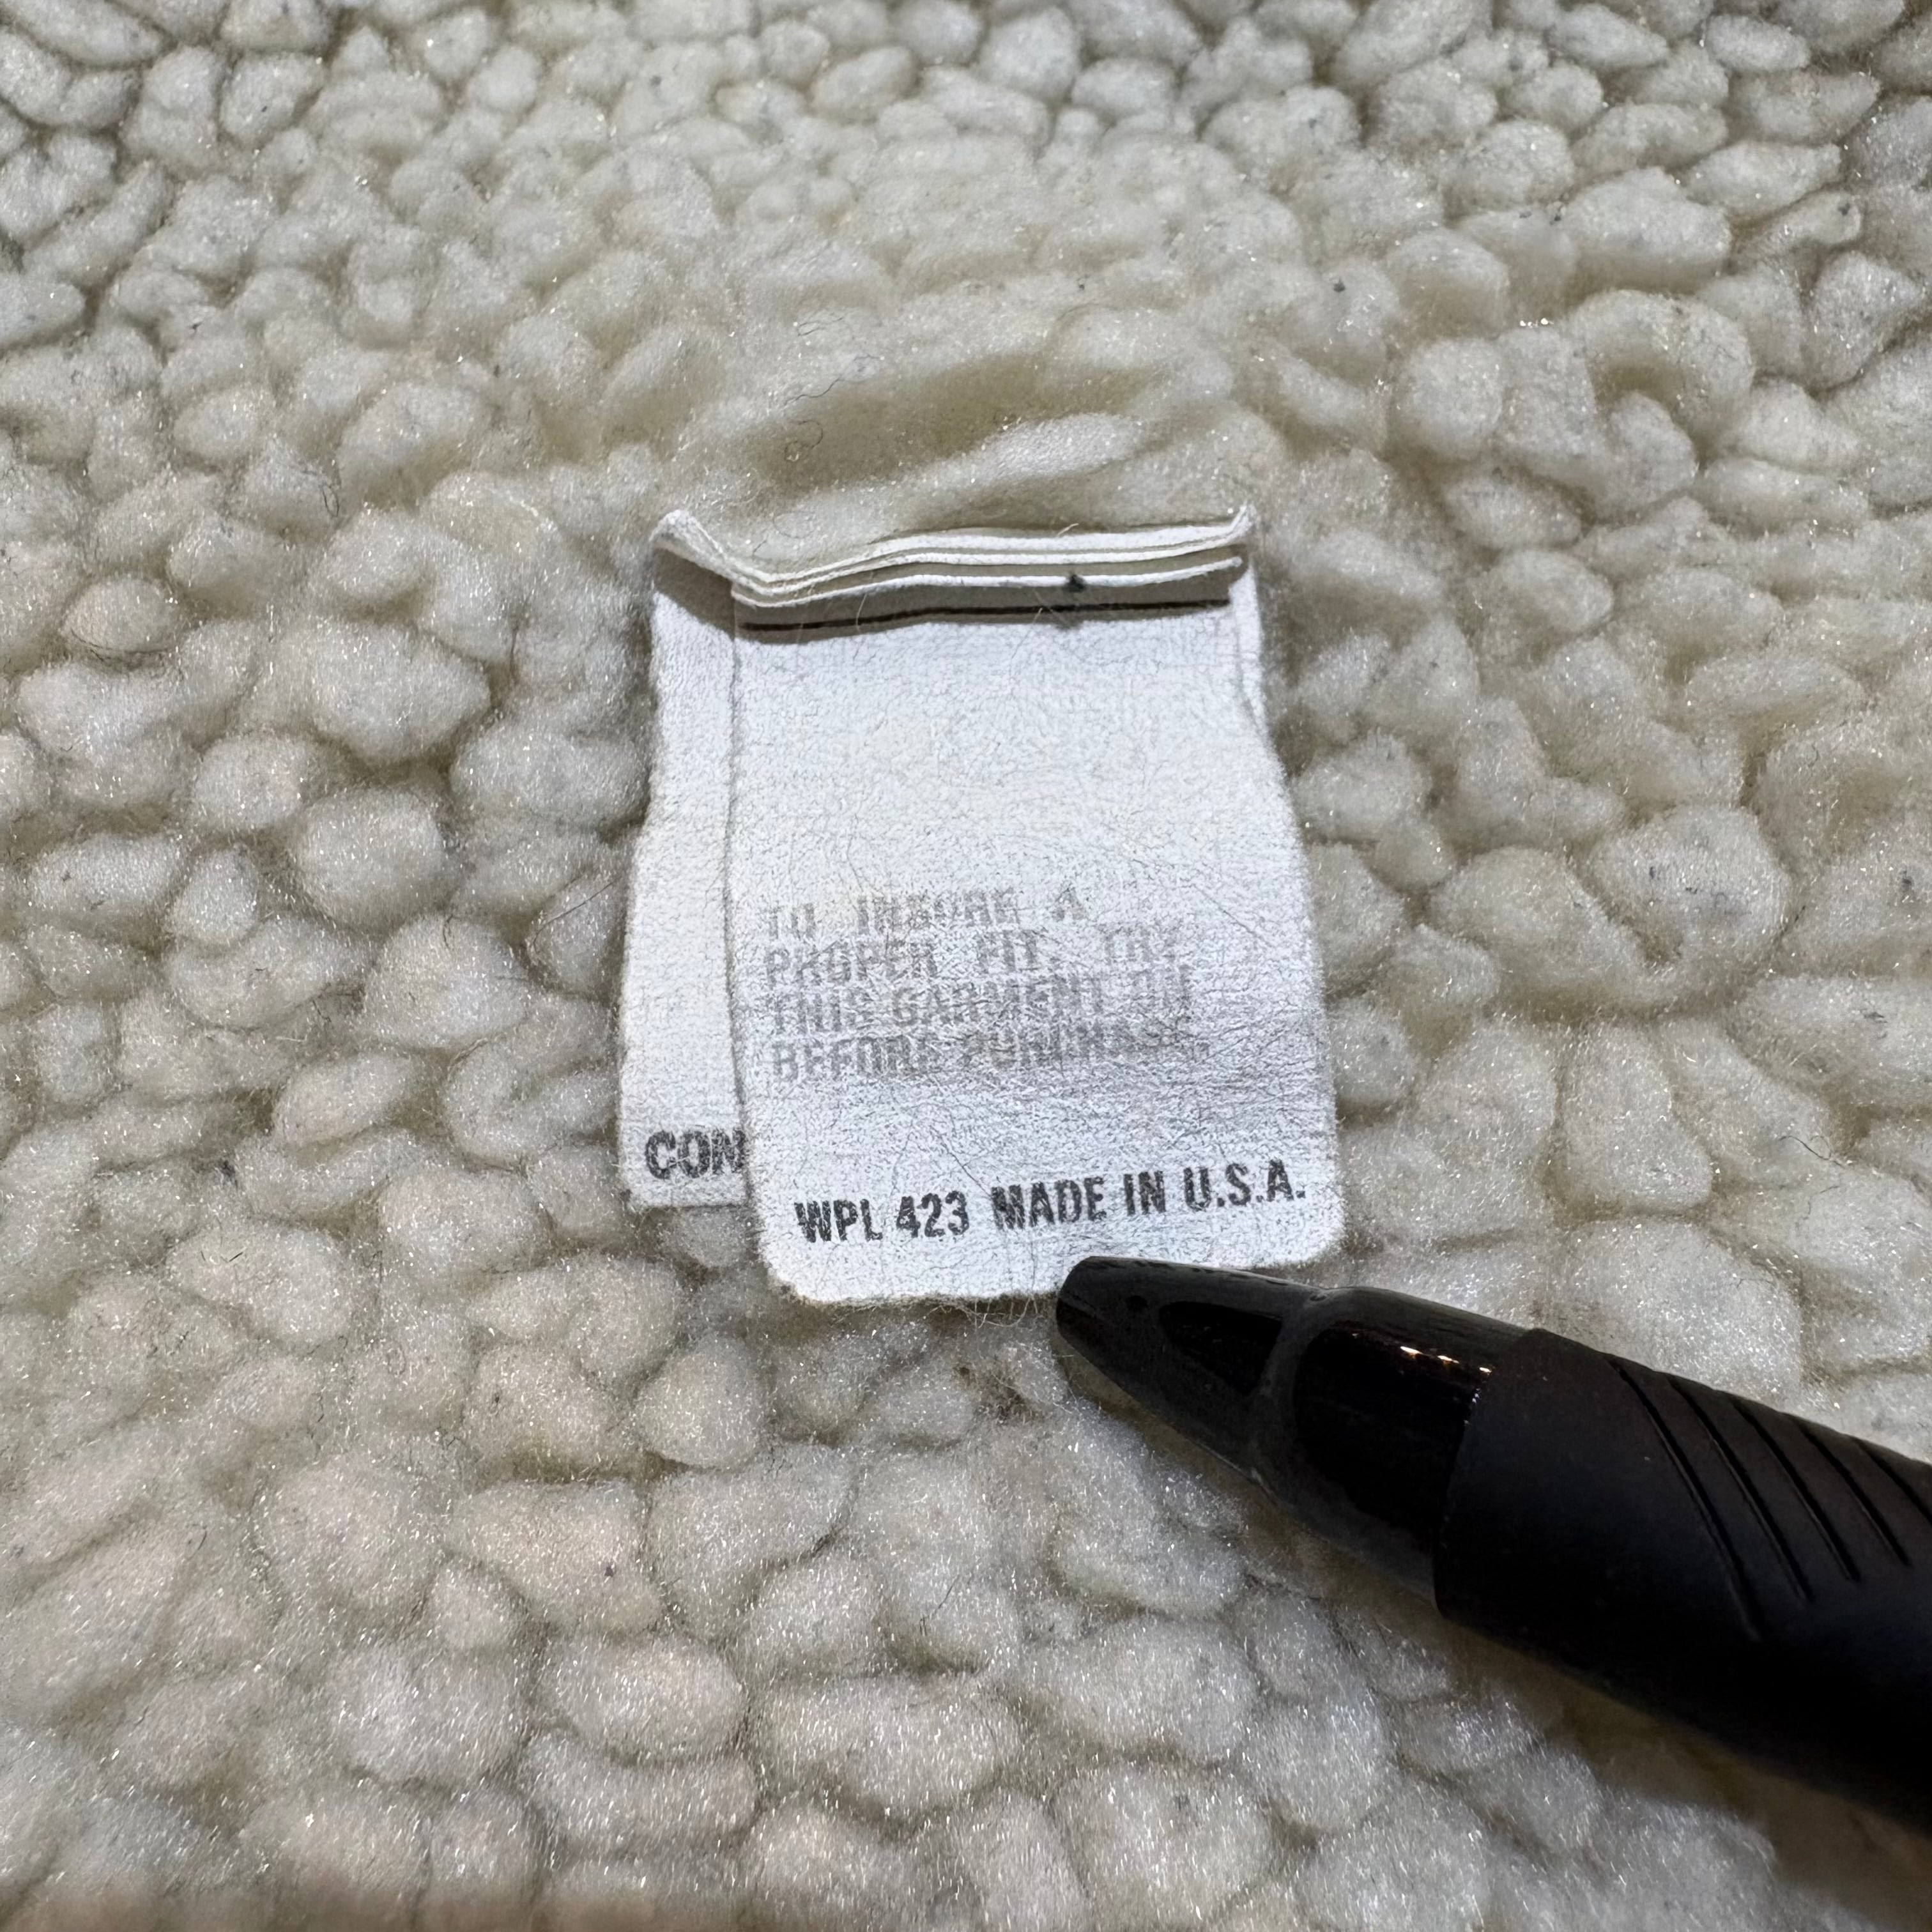 TO INSURE A
PROPER FIT, TRY
THIS GARMENT ON
BEFORE PURCHASE.
CON
WPL 423 MADE IN U.S.A.